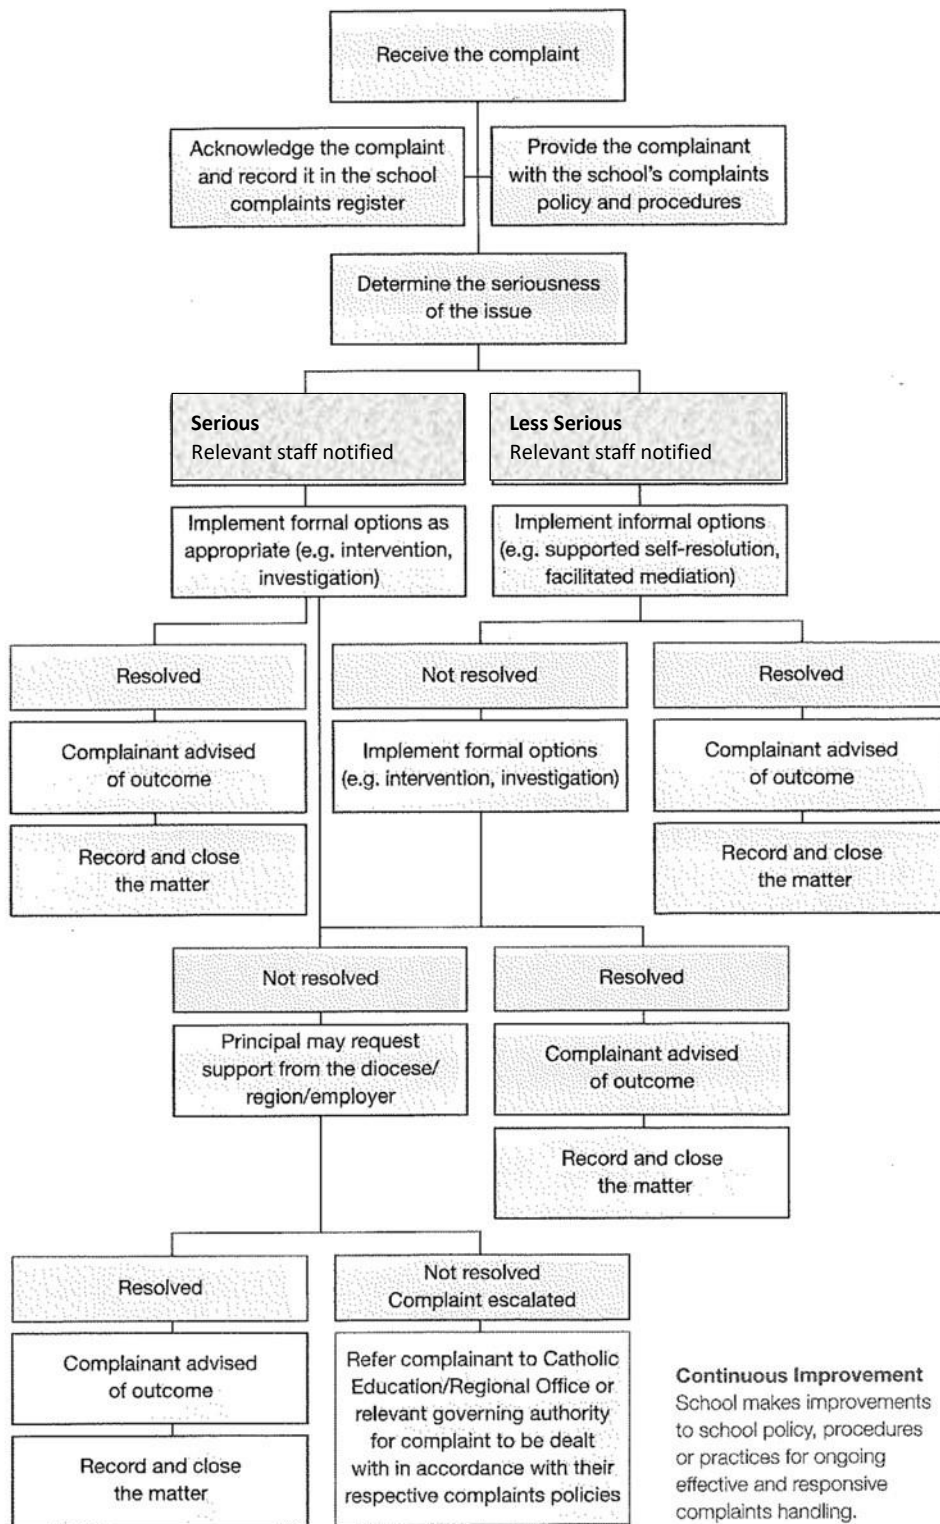 Receive the complaint
Acknowledge the complaint
and record it in the school
complaints register
Provide the complainant
with the school's complaints
policy and procedures
Determine the seriousness
of the issue
Serious
Relevant staff notified
Less Serious
Relevant staff notified
Implement formal options as
appropriate (e.g. intervention,
investigation)
Implement informal options
(e.g. supported self-resolution,
facilitated mediation)
Resolved
Not resolved
Resolved
Complainant advised
of outcome
Implement formal options
(e.g. intervention, investigation)
Complainant advised
of outcome
Record and close
the matter
Record and close
the matter
Not resolved
Resolved
Principal may request
support from the diocese/
region/employer
Complainant advised
of outcome
Record and close
the matter
Resolved
Not resolved
Complaint escalated
Complainant advised
of outcome
Refer complainant to Catholic
Education/Regional Office or
relevant governing authority
for complaint to be dealt
with in accordance with their
respective complaints policies
Record and close
the matter
Continuous Improvement
School makes improvements
to school policy, procedures
or practices for ongoing
effective and responsive
complaints handling.